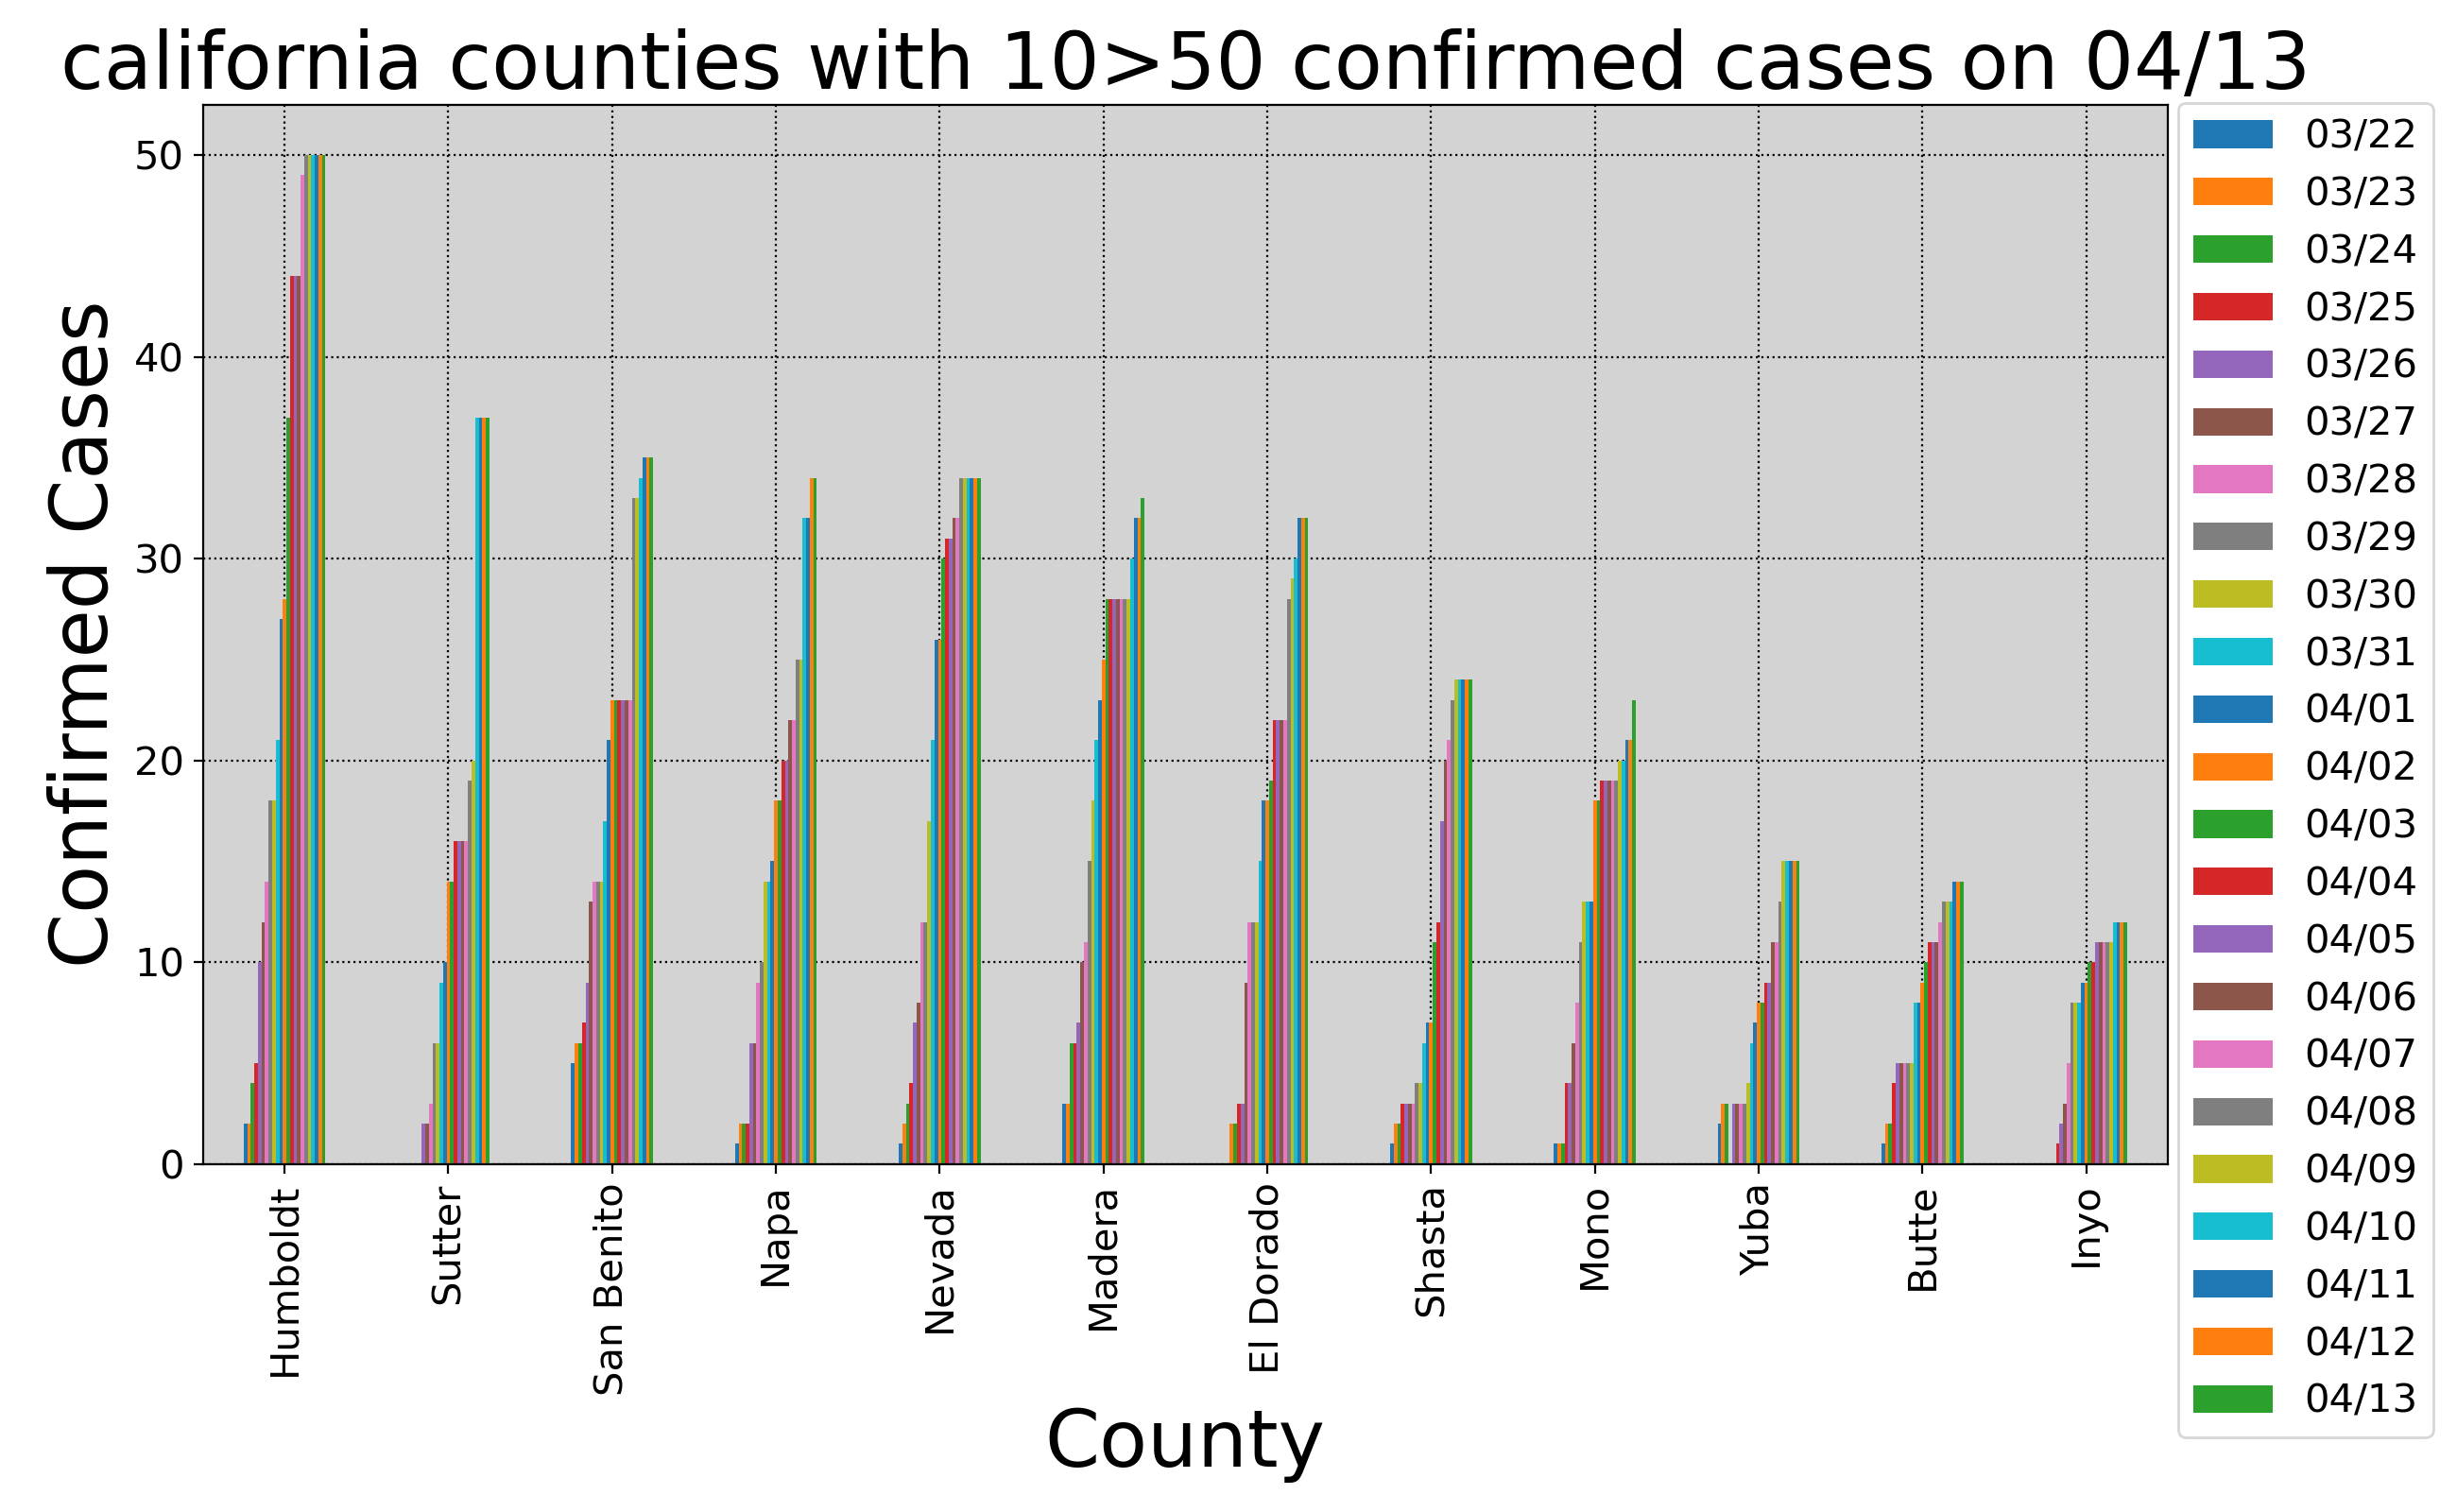 california counties with 10>50 confirmed cases on 04/13
Confirmed Cases
50
40
30
20
10
0
Humboldt
Sutter
San Benito
Napa
Nevada
Madera
El Dorado
Shasta
Mono
Yuba
Butte
Inyo
County
03/22
03/23
03/24
03/25
03/26
03/27
03/28
03/29
03/30
03/31
04/01
04/02
04/03
04/04
04/05
04/06
04/07
04/08
04/09
04/10
04/11
04/12
04/13